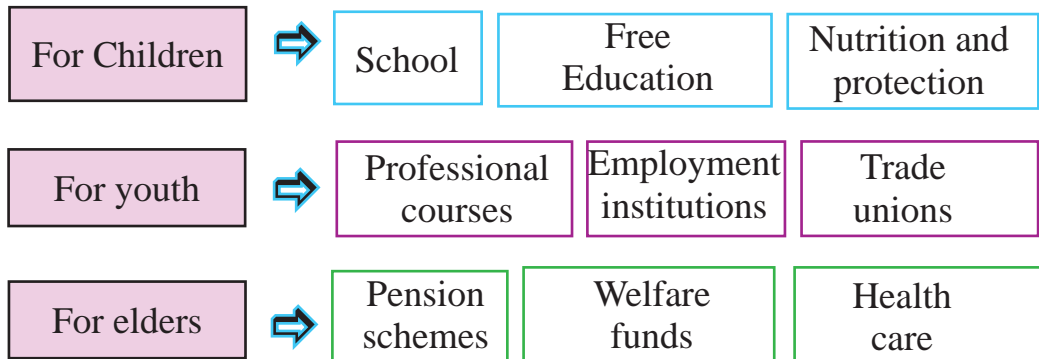 For Children
School
Free
Education
Nutrition and
protection
For youth
Professional
courses
Employment
institutions
Trade
unions
For elders
Pension
schemes
Welfare
funds
Health
care